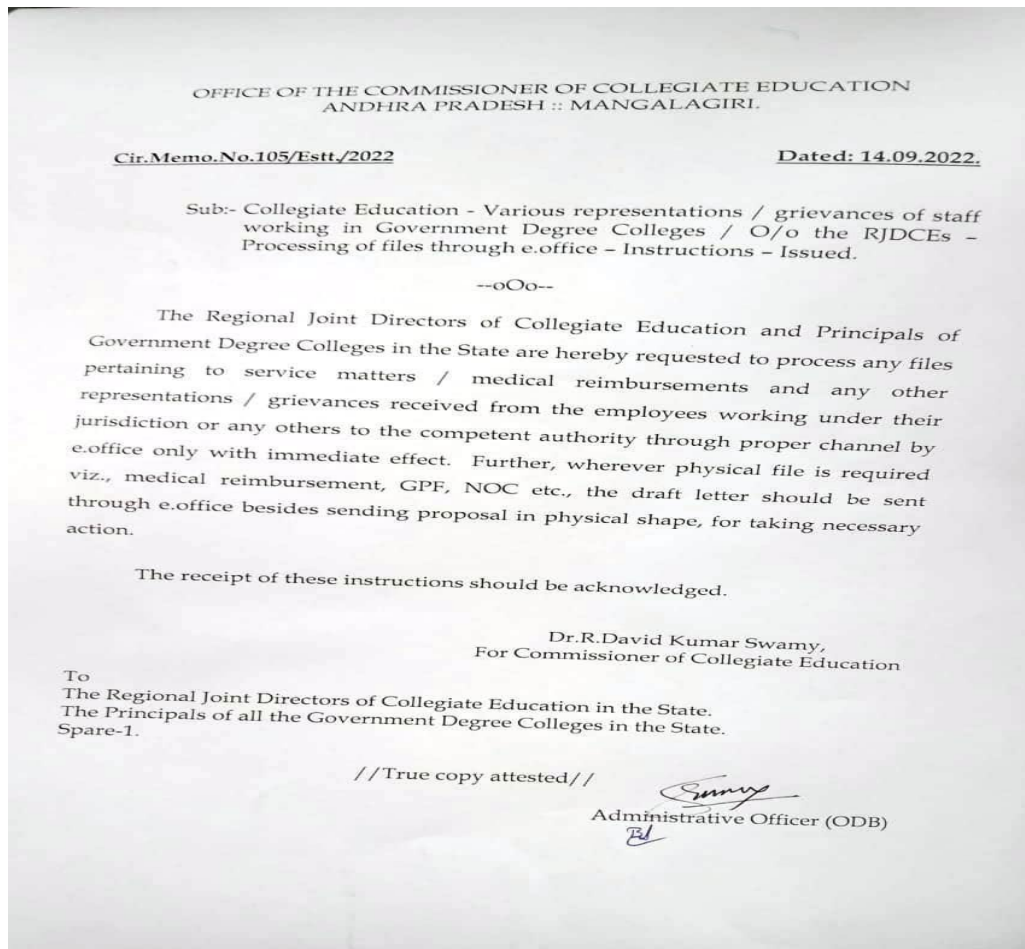 OFFICE OF THE COMMISSIONER OF COLLEGIATE EDUCATION
ANDHRA PRADESH :: MANGALAGIRI.
Cir.Memo.No.105/Estt./2022 Dated: 14.09.2022.
Sub:- Collegiate Education - Various representations / grievances of staff
working in Government Degree Colleges / O/o the RJDCEs –
Processing of files through e.office – Instructions – Issued.
--oOo--
The Regional Joint Directors of Collegiate Education and Principals of
Government Degree Colleges in the State are hereby requested to process any files
pertaining to service matters / medical reimbursements and any other
representations / grievances received from the employees working under their
jurisdiction or any others to the competent authority through proper channel by
e.office only with immediate effect. Further, wherever physical file is required
viz., medical reimbursement, GPF, NOC etc., the draft letter should be sent
through e.office besides sending proposal in physical shape, for taking necessary
action.
The receipt of these instructions should be acknowledged.
Dr.R.David Kumar Swamy,
For Commissioner of Collegiate Education
To
The Regional Joint Directors of Collegiate Education in the State.
The Principals of all the Government Degree Colleges in the State.
Spare-1.
//True copy attested//
Administrative Officer (ODB)